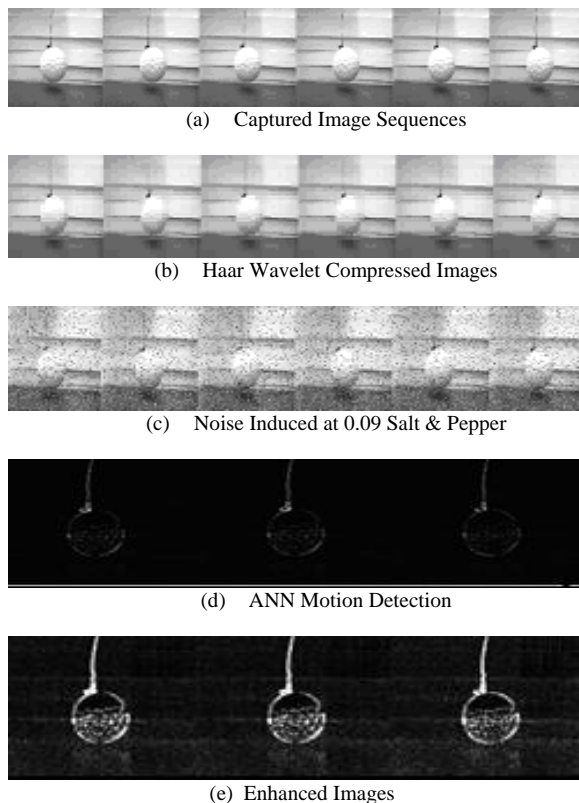 (a) Captured Image Sequences
(b) Haar Wavelet Compressed Images
(c) Noise Induced at 0.09 Salt & Pepper
(d) ANN Motion Detection
(e) Enhanced Images